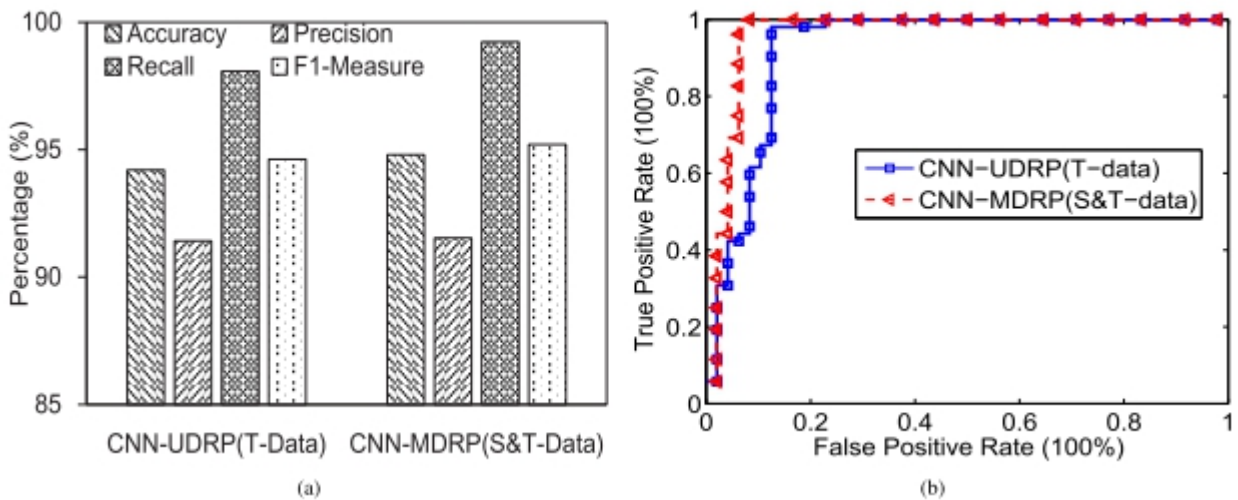 100
95
90
85
Percentage (%)
Accuracy
Precision
Recall
F1-Measure
CNN-UDRP(T-Data)
CNN-MDRP(S&T-Data)
(a)
1
0.8
0.6
0.4
0.2
0
True Positive Rate (100%)
CNN−UDRP(T−data)
CNN−MDRP(S&T−data)
0
0.2
0.4
0.6
0.8
1
False Positive Rate (100%)
(b)